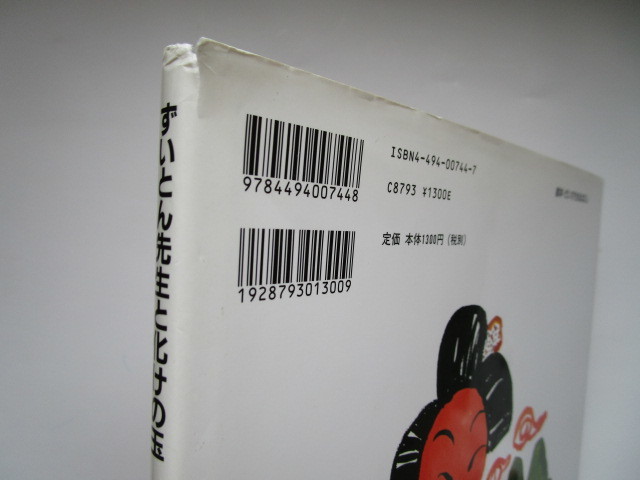 ずいとん先生と化けの玉
9784494007448
ISBN4-494-00744-7
C8793 ¥1300E
1928793013009
定価 本体1300円（税別）